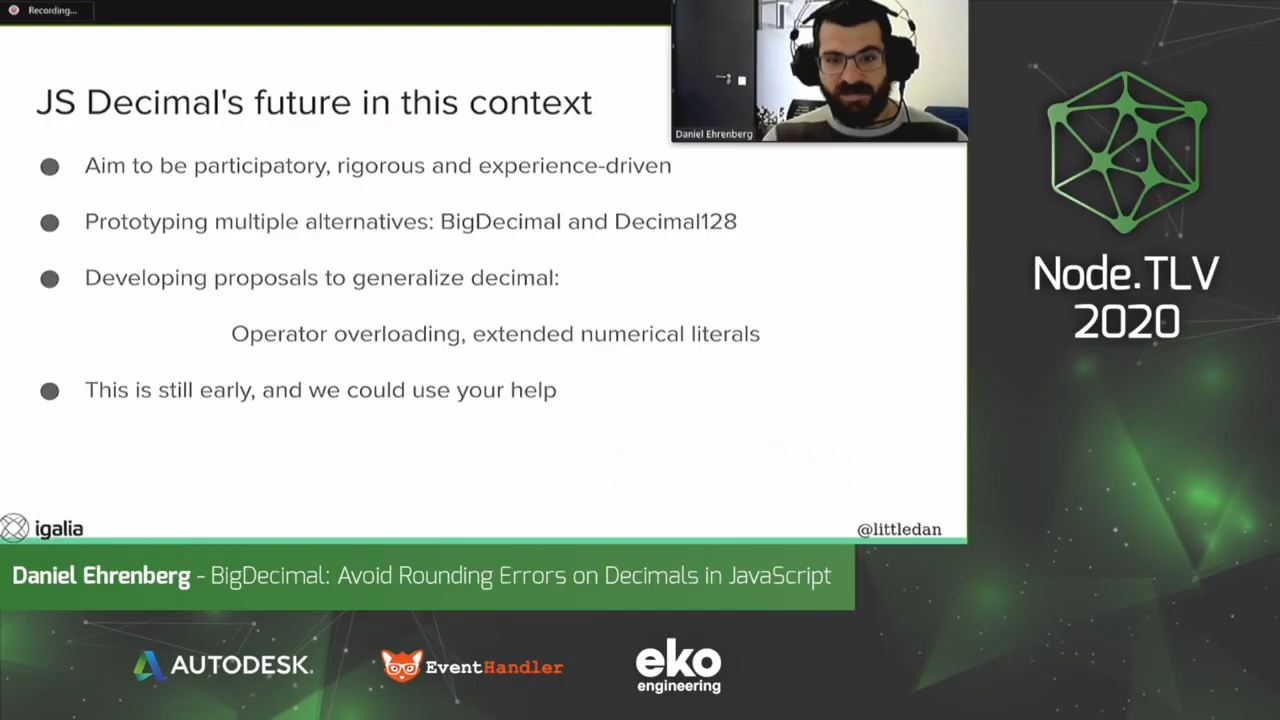 Recording...
JS Decimal's future in this context
Aim to be participatory, rigorous and experience-driven
Prototyping multiple alternatives: BigDecimal and Decimal128
Developing proposals to generalize decimal:
Operator overloading, extended numerical literals
This is still early, and we could use your help
igalia
@littledan
Daniel Ehrenberg
Node.TLV
2020
Daniel Ehrenberg - BigDecimal: Avoid Rounding Errors on Decimals in JavaScript
AUTODESK.
EventHandler
eko
engineering